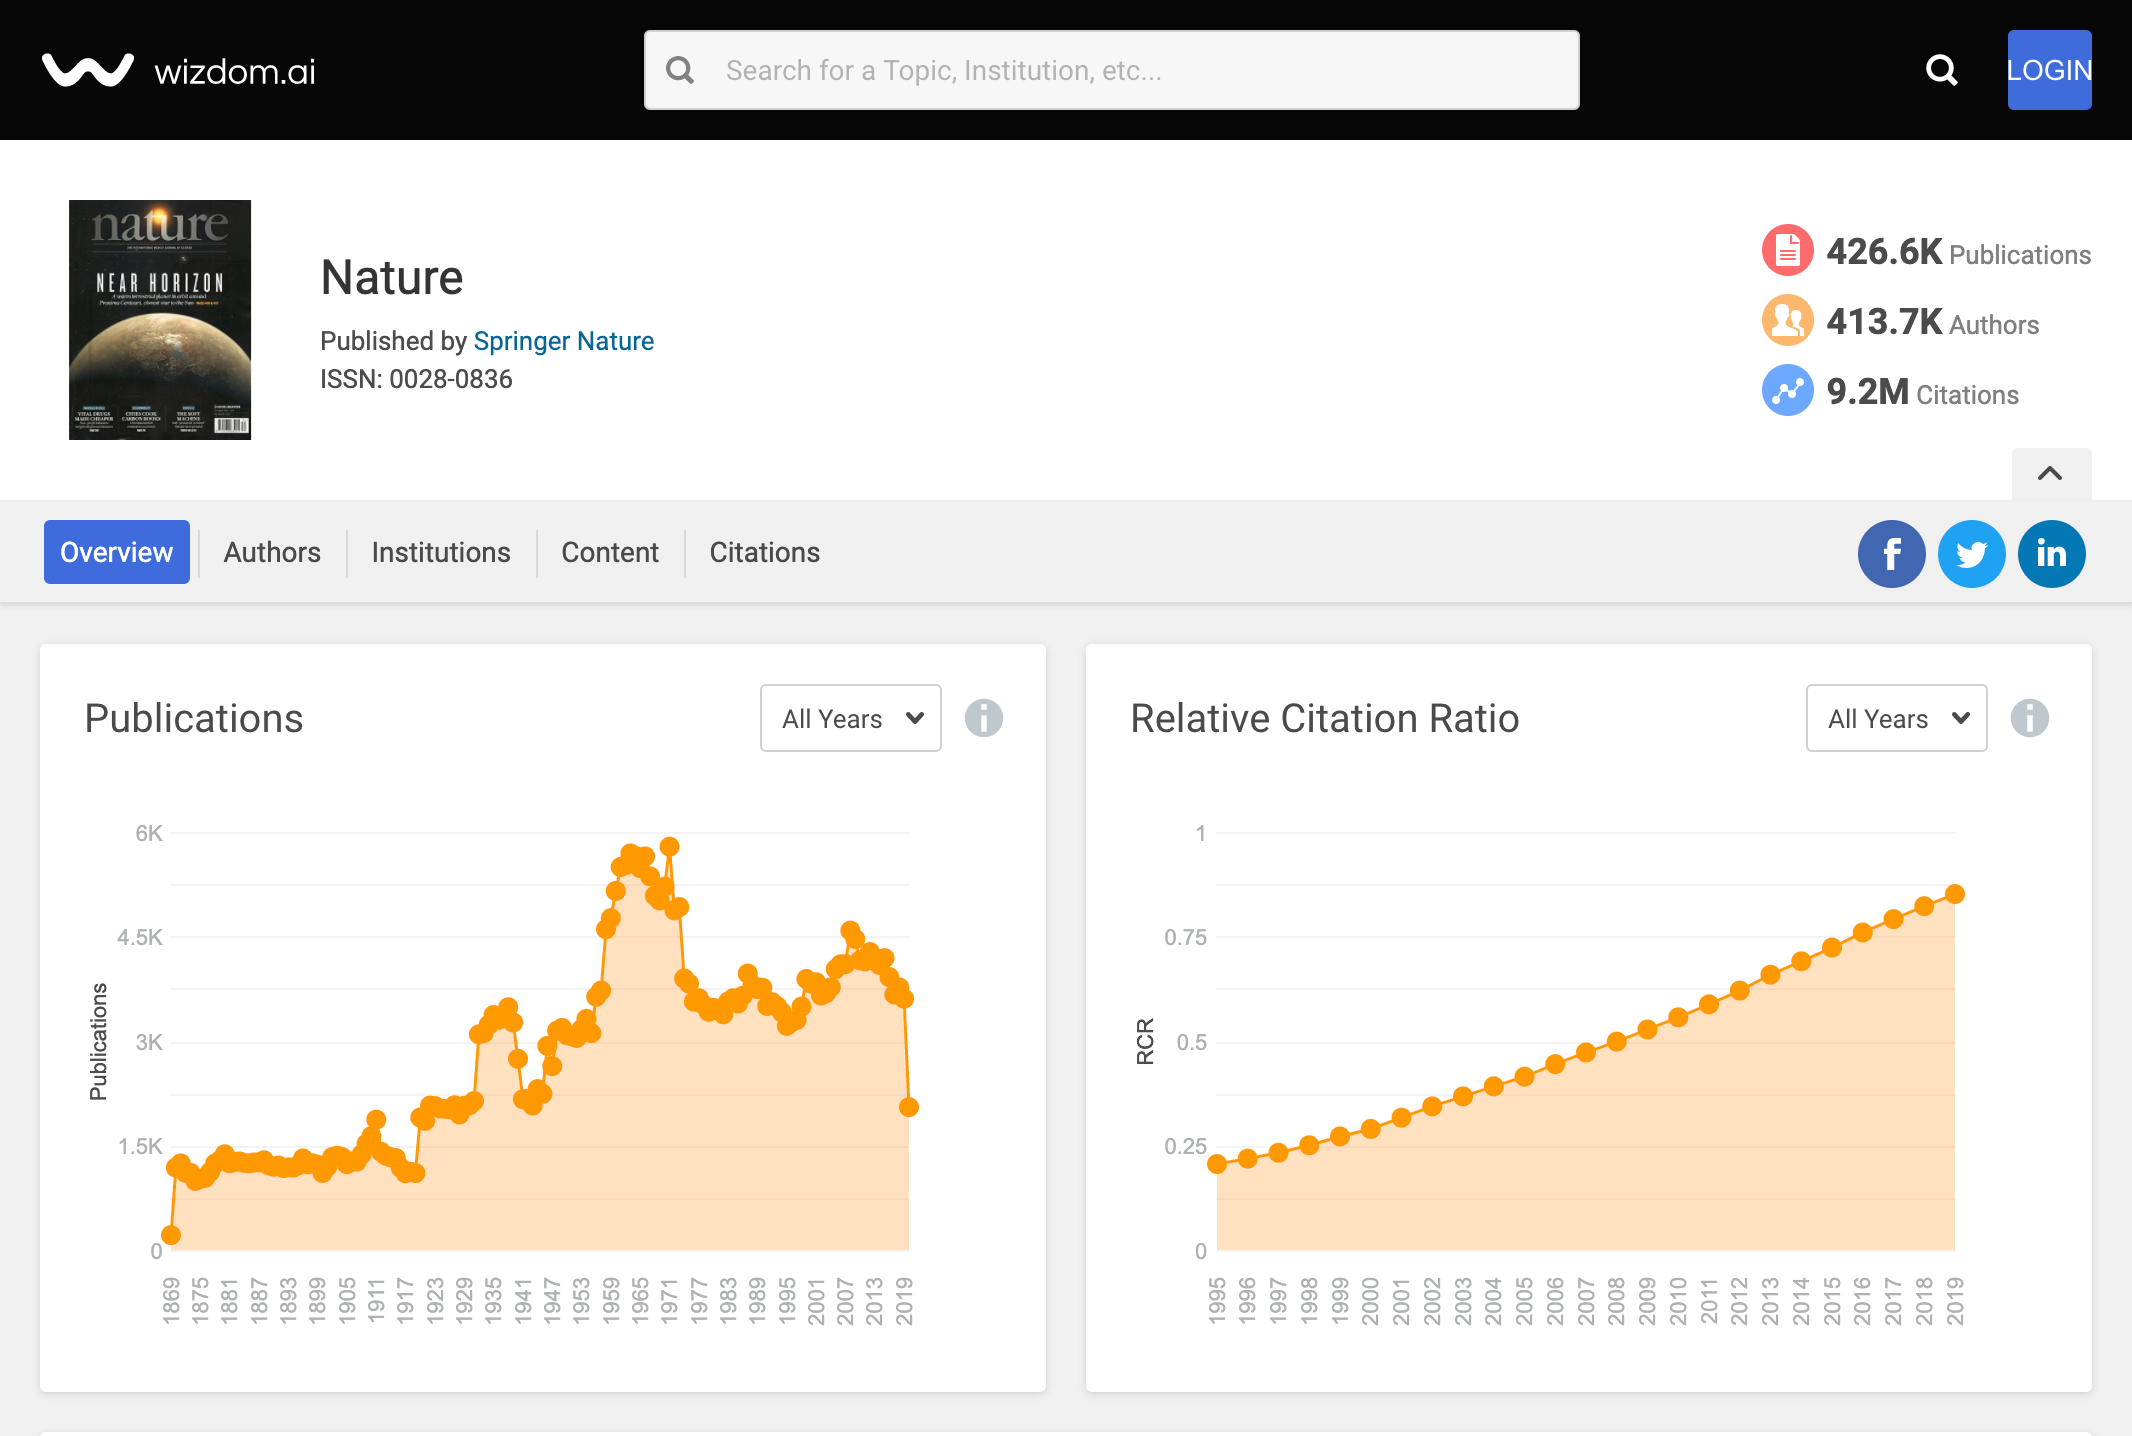 wizdom.ai
Search for a Topic, Institution, etc...
LOGIN
nature
NEAR HORIZON
Nature
Published by Springer Nature
ISSN: 0028-0836
426.6K Publications
413.7K Authors
9.2M Citations
Overview
Authors
Institutions
Content
Citations
f
in
Publications
All Years
i
6K
4.5K
3K
1.5K
0
Publications
1869
1875
1881
1887
1893
1899
1905
1911
1917
1923
1929
1935
1941
1947
1953
1959
1965
1971
1977
1983
1989
1995
2001
2007
2013
2019
Relative Citation Ratio
All Years
i
1
0.75
0.5
0.25
0
RCR
1995
1996
1997
1998
1999
2000
2001
2002
2003
2004
2005
2006
2007
2008
2009
2010
2011
2012
2013
2014
2015
2016
2017
2018
2019